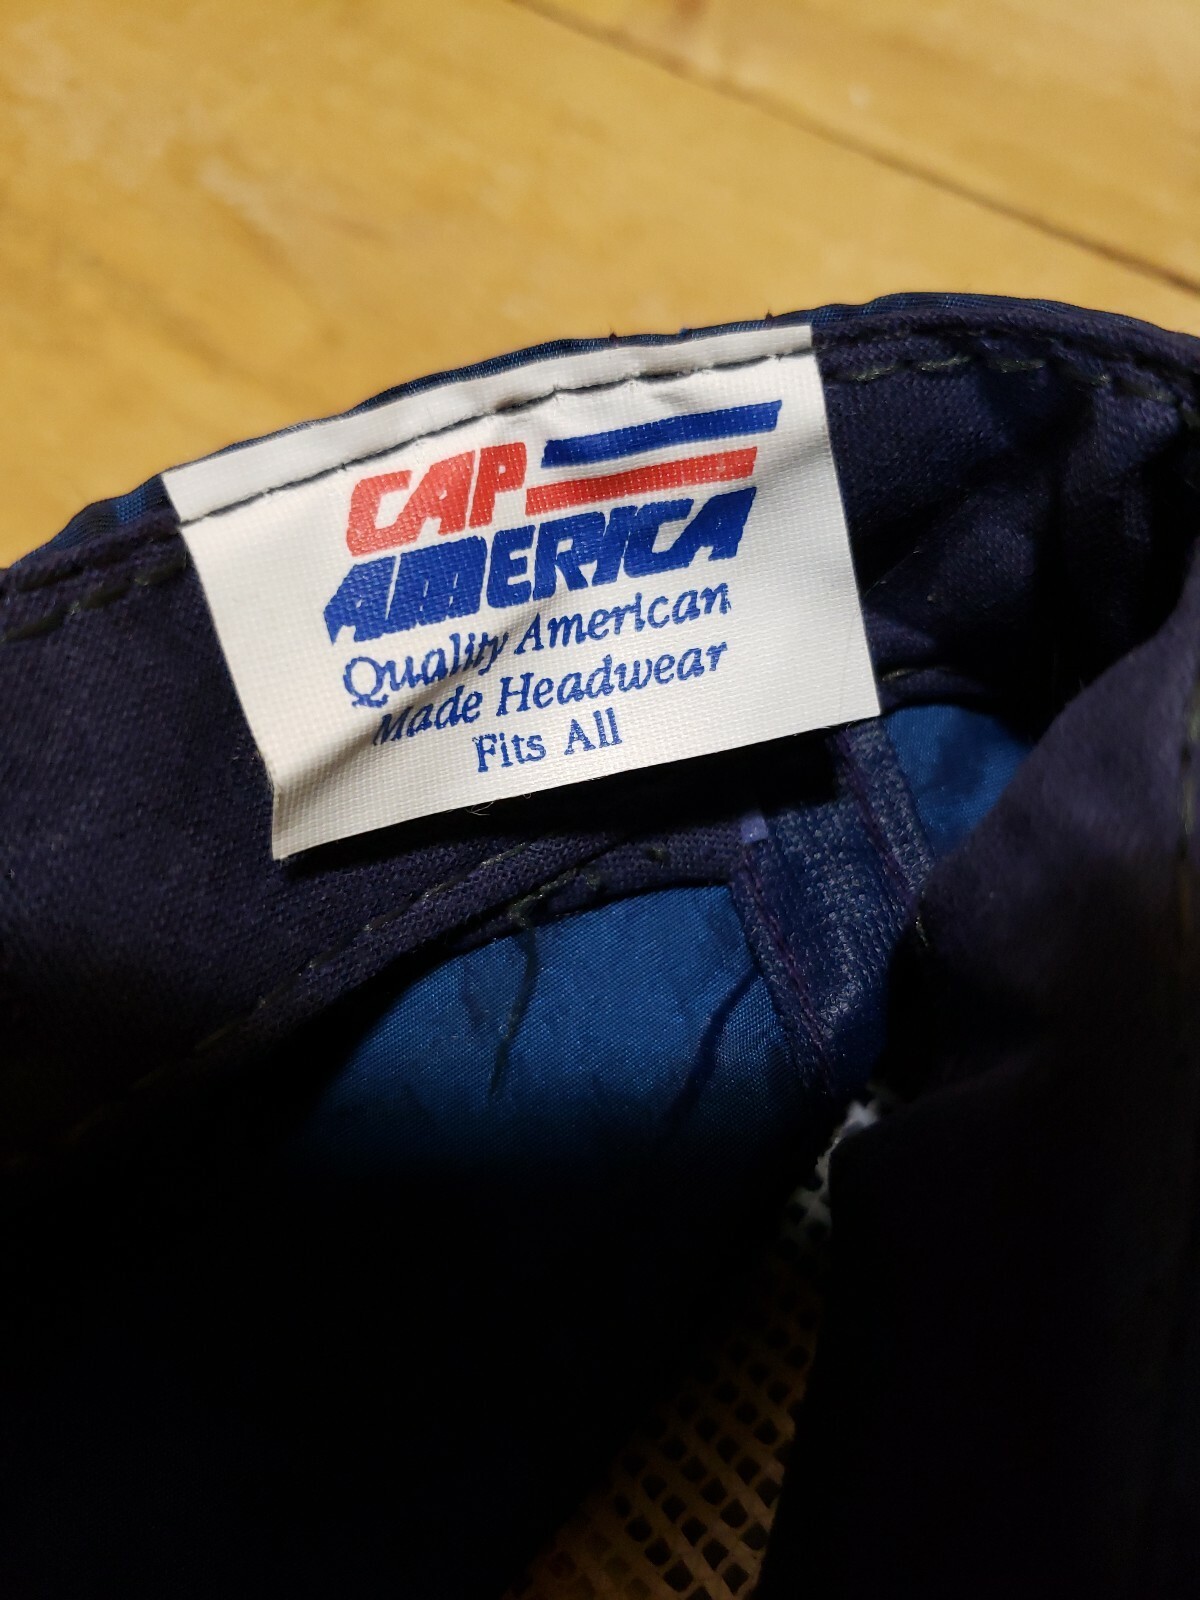 CAP
AMERICA
Quality American
Made Headwear
Fits All